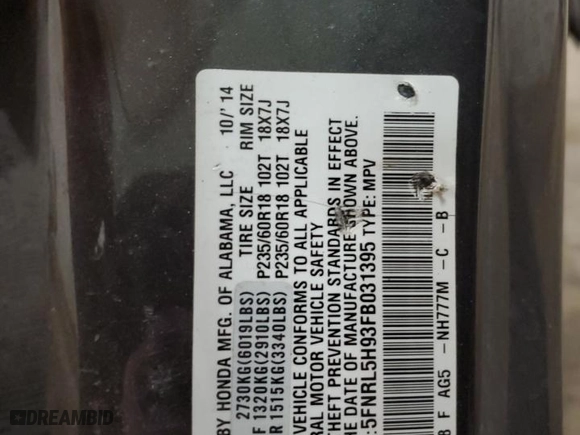 BY HONDA MFG. OF ALABAMA, LLC 10/'14
TIRE SIZE RIM SIZE
2730KG(6019LBS)
F 1320KG(2910LBS) P235/60R18 102T 18X7J
R 1515KG(3340LBS) P235/60R18 102T 18X7J
VEHICLE CONFORMS TO ALL APPLICABLE
MOTOR VEHICLE SAFETY
THEFT PREVENTION STANDARDS IN EFFECT
THE DATE OF MANUFACTURE SHOWN ABOVE.
:5FNRL5H93FB031395 TYPE: MPV
F AG5 -NH777M -C -B
© DREAMBID